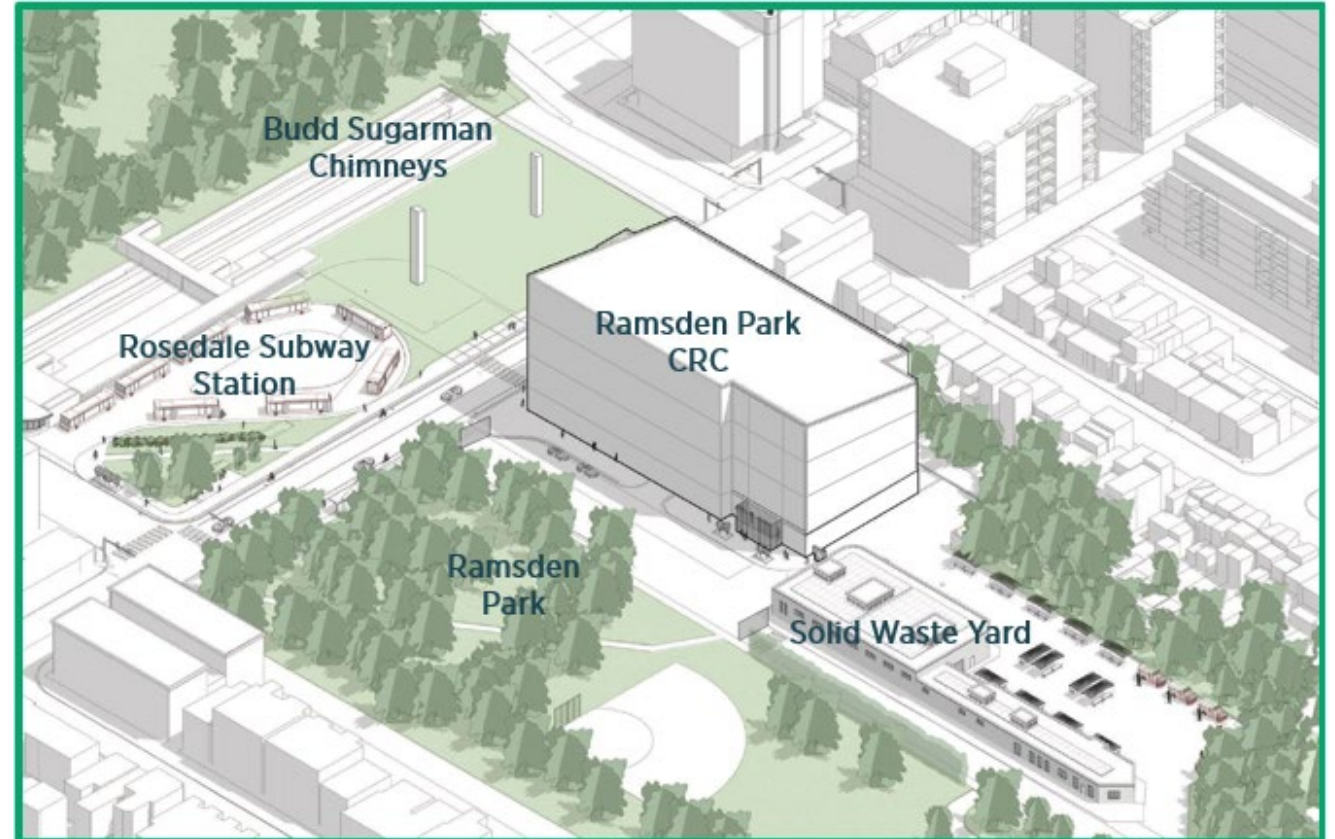 Budd Sugarman
Chimneys
Rosedale Subway
Station
Ramsden Park
CRC
Ramsden
Park
Solid Waste Yard